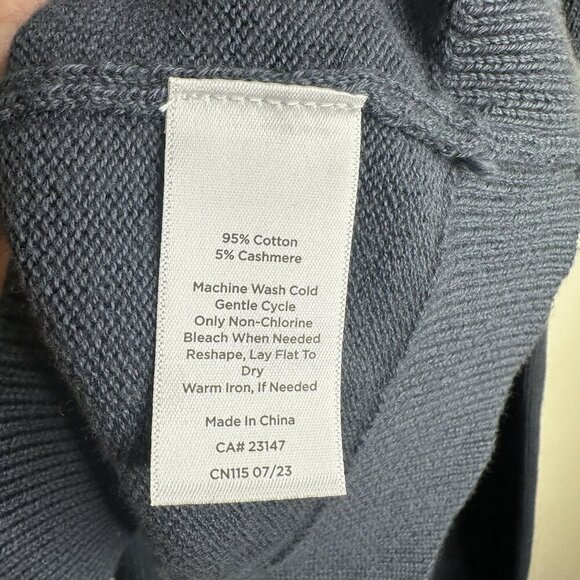 95% Cotton
5% Cashmere
Machine Wash Cold
Gentle Cycle
Only Non-Chlorine
Bleach When Needed
Reshape, Lay Flat To
Dry
Warm Iron, If Needed
Made In China
CA# 23147
CN115 07/23